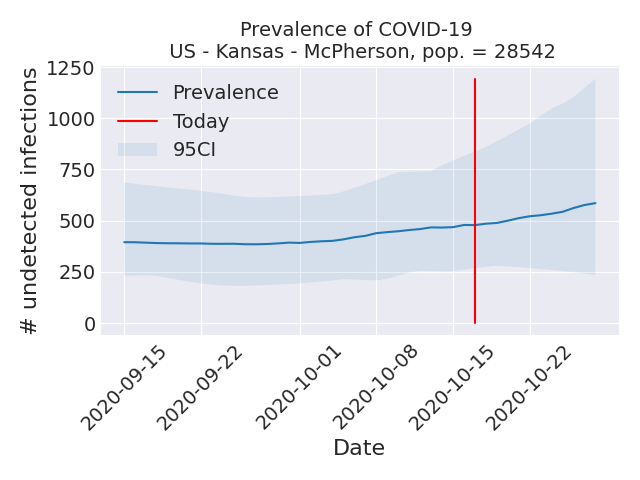 Prevalence of COVID-19
US - Kansas - McPherson, pop. = 28542
# undetected infections
1250
1000
750
500
250
0
Prevalence
Today
95CI
2020-09-15
2020-09-22
2020-10-01
2020-10-08
2020-10-15
2020-10-22
Date